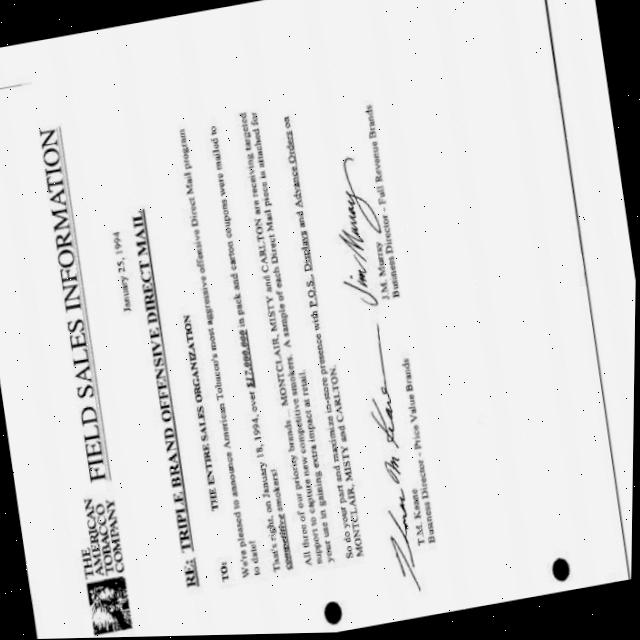 THE
AMERICAN
TOBACCO
COMPANY
FIELD SALES INFORMATION
January 25, 1994
RE: TRIPLE BRAND OFFENSIVE DIRECT MAIL
TO: THE ENTIRE SALES ORGANIZATION
We're pleased to announce American Tobacco's most aggressive offensive Direct Mail program
to date!
That's right, on January 18, 1994, over in pack and carton coupons were mailed to
competitive smokers!
All three of our priority brands ... MONTCLAIR, MISTY and CARLTON are receiving targeted
support to capture new competitive smokers. A sample of each Direct Mail piece is attached for
your use in gaining extra impact at retail.
So do your part and maximize in-store presence with P.O.S., Displays and Advance Orders on
MONTCLAIR, MISTY and CARLTON.
T.M. Keane
Business Director - Price Value Brands
Jim Murray
J.M. Murray
Business Director - Full Revenue Brands